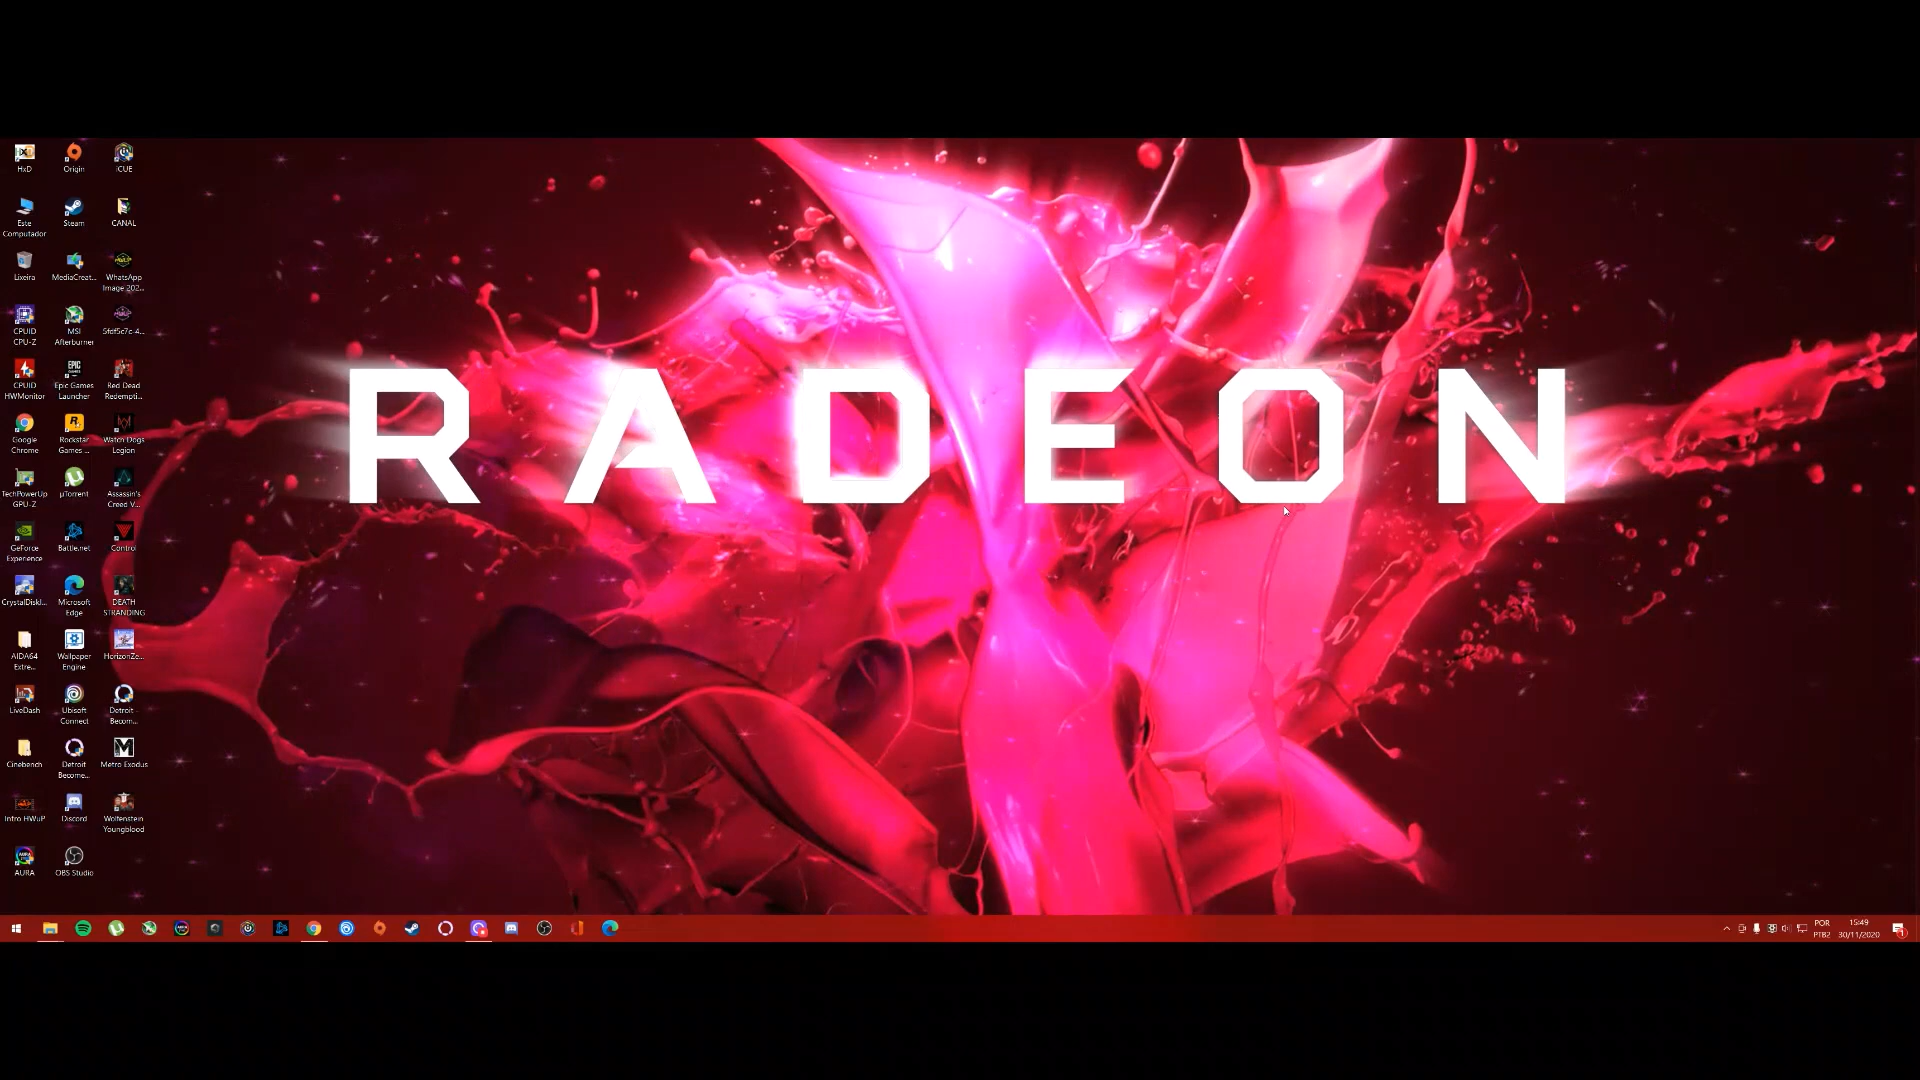 HxD
Origin
iCUE
Este
Computador
Steam
CANAL
Lixeira
MediaCreat...
WhatsApp
Image 202...
CPUID
CPU-Z
MSI
Afterburner
5fdf5c7c-4...
CPUID
HWMonitor
Epic Games
Launcher
Red Dead
Redempti...
Google
Chrome
Rockstar
Games ...
Watch Dogs
Legion
TechPowerUp
GPU-Z
µTorrent
Assassin's
Creed V...
GeForce
Experience
Battle.net
Control
CrystalDiskI...
Microsoft
Edge
DEATH
STRANDING
AIDA64
Extre...
Wallpaper
Engine
HorizonZe...
LiveDash
Ubisoft
Connect
Detroit -
Becom...
Cinebench
Detroit
Become...
Metro Exodus
Intro HWuP
Discord
Wolfenstein
Youngblood
AURA
OBS Studio
RADEON
POR
PTB2
15:49
30/11/2020